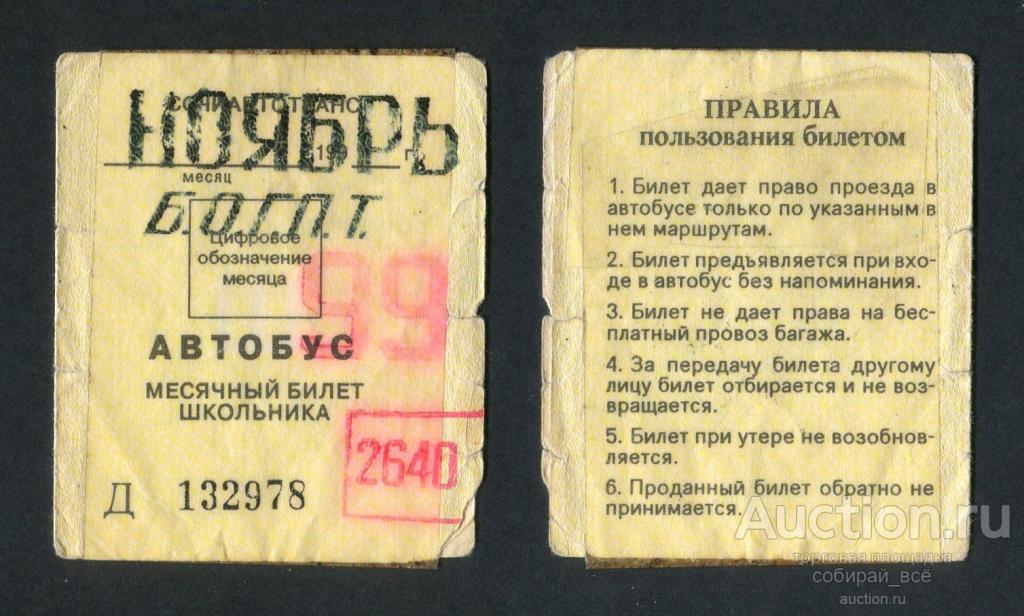 СОЧИАВТОТРАНС
НОЯБРЬ
19 г.
месяц
Б.О.Г.П.Т.
Цифровое
обозначение
месяца
99
АВТОБУС
МЕСЯЧНЫЙ БИЛЕТ
ШКОЛЬНИКА
2640
Д 132978
ПРАВИЛА
пользования билетом
1. Билет дает право проезда в
автобусе только по указанным в
нем маршрутам.
2. Билет предъявляется при вхо-
де в автобус без напоминания.
3. Билет не дает права на бес-
платный провоз багажа.
4. За передачу билета другому
лицу билет отбирается и не воз-
вращается.
5. Билет при утере не возобнов-
ляется.
6. Проданный билет обратно не
принимается.
Auction.ru
торговая площадка
собирай_всё
auction.ru